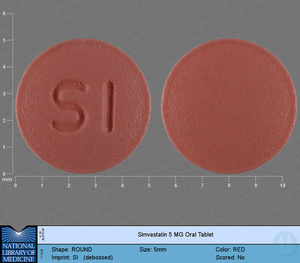 6
5
4
3
2
1
0
mm
SI
0 1 2 3 4 5 6 7 8 9 10
Simvastatin 5 MG Oral Tablet
Shape: ROUND Size: 5mm Color: RED
Imprint: SI (debossed) Scored: No
NATIONAL
LIBRARY OF
MEDICINE